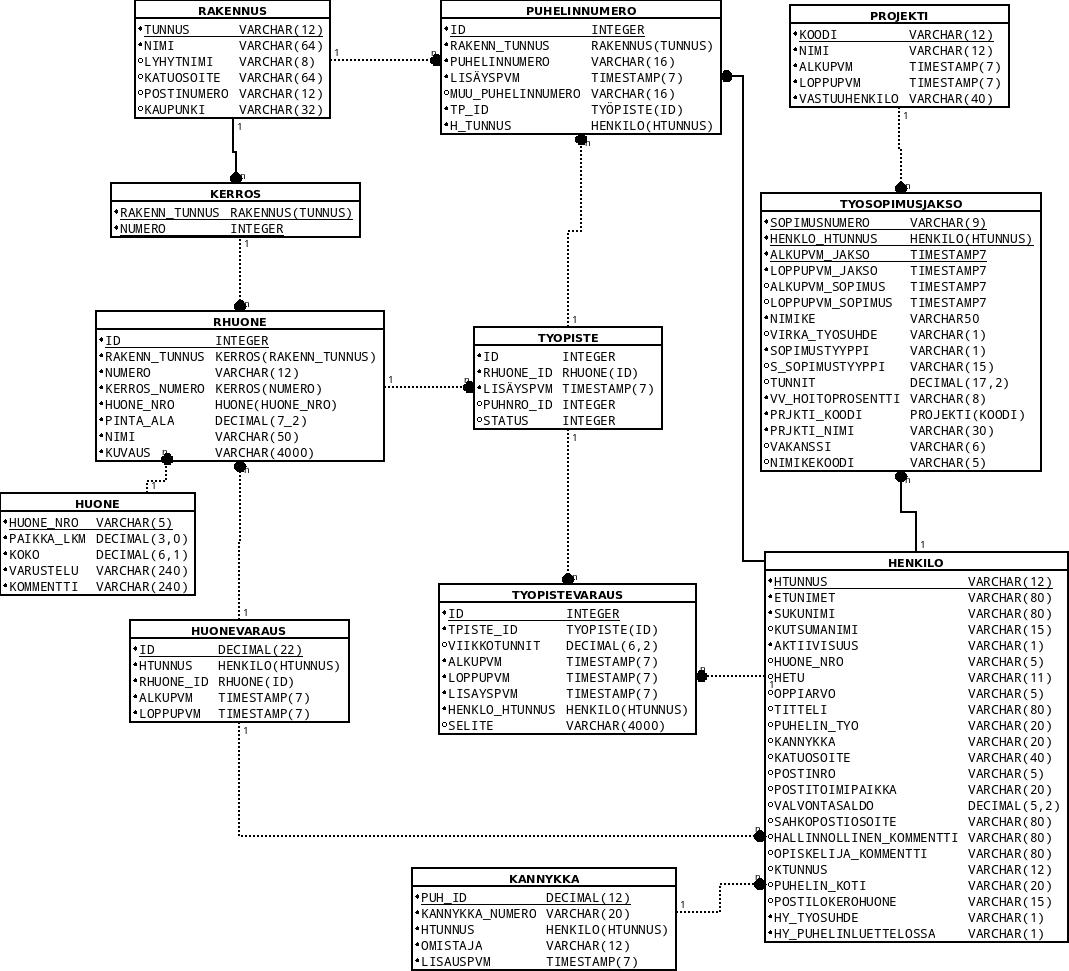 RAKENNUS
TUNNUS VARCHAR(12)
NIMI VARCHAR(64)
LYHYTNIMI VARCHAR(8)
KATUOSOITE VARCHAR(64)
POSTINUMERO VARCHAR(12)
KAUPUNKI VARCHAR(32)
1
n
1
n
PUHELINNUMERO
ID INTEGER
RAKENN_TUNNUS RAKENNUS(TUNNUS)
PUHELINNUMERO VARCHAR(16)
LISÄYSPVM TIMESTAMP(7)
MUU_PUHELINNUMERO VARCHAR(16)
TP_ID TYÖPISTE(ID)
H_TUNNUS HENKILO(HTUNNUS)
n
PROJEKTI
KOODI VARCHAR(12)
NIMI VARCHAR(12)
ALKUPVM TIMESTAMP(7)
LOPPUPVM TIMESTAMP(7)
VASTUUHENKILO VARCHAR(40)
1
n
KERROS
RAKENN_TUNNUS RAKENNUS(TUNNUS)
NUMERO INTEGER
1
n
TYOSOPIMUSJAKSO
SOPIMUSNUMERO VARCHAR(9)
HENKLO_HTUNNUS HENKILO(HTUNNUS)
ALKUPVM_JAKSO TIMESTAMP7
LOPPUPVM_JAKSO TIMESTAMP7
ALKUPVM_SOPIMUS TIMESTAMP7
LOPPUPVM_SOPIMUS TIMESTAMP7
NIMIKE VARCHAR50
VIRKA_TYOSUHDE VARCHAR(1)
SOPIMUSTYYPPI VARCHAR(1)
S_SOPIMUSTYYPPI VARCHAR(15)
TUNNIT DECIMAL(17,2)
VV_HOITOPROSENTTI VARCHAR(8)
PRJKTI_KOODI PROJEKTI(KOODI)
PRJKTI_NIMI VARCHAR(30)
VAKANSSI VARCHAR(6)
NIMIKEKOODI VARCHAR(5)
n
1
RHUONE
ID INTEGER
RAKENN_TUNNUS KERROS(RAKENN_TUNNUS)
NUMERO VARCHAR(12)
KERROS_NUMERO KERROS(NUMERO)
HUONE_NRO HUONE(HUONE_NRO)
PINTA_ALA DECIMAL(7_2)
NIMI VARCHAR(50)
KUVAUS VARCHAR(4000)
n
n
1
1
n
1
TYOPISTE
ID INTEGER
RHUONE_ID RHUONE(ID)
LISÄYSPVM TIMESTAMP(7)
PUHNRO_ID INTEGER
STATUS INTEGER
1
n
HUONE
HUONE_NRO VARCHAR(5)
PAIKKA_LKM DECIMAL(3,0)
KOKO DECIMAL(6,1)
VARUSTELU VARCHAR(240)
KOMMENTTI VARCHAR(240)
1
TYOPISTEVARAUS
ID INTEGER
TPISTE_ID TYOPISTE(ID)
VIIKKOTUNNIT DECIMAL(6,2)
ALKUPVM TIMESTAMP(7)
LOPPUPVM TIMESTAMP(7)
LISAYSPVM TIMESTAMP(7)
HENKLO_HTUNNUS HENKILO(HTUNNUS)
SELITE VARCHAR(4000)
n
1
HENKILO
HTUNNUS VARCHAR(12)
ETUNIMET VARCHAR(80)
SUKUNIMI VARCHAR(80)
KUTSUMANIMI VARCHAR(15)
AKTIIVISUUS VARCHAR(1)
HUONE_NRO VARCHAR(5)
HETU VARCHAR(11)
OPPIARVO VARCHAR(5)
TITTELI VARCHAR(80)
PUHELIN_TYO VARCHAR(20)
KANNYKKA VARCHAR(20)
KATUOSOITE VARCHAR(40)
POSTINRO VARCHAR(5)
POSTITOIMIPAIKKA VARCHAR(20)
VALVONTASALDO DECIMAL(5,2)
SAHKOPOSTIOSOITE VARCHAR(80)
HALLINNOLLINEN_KOMMENTTI VARCHAR(80)
OPISKELIJA_KOMMENTTI VARCHAR(80)
KTUNNUS VARCHAR(12)
PUHELIN_KOTI VARCHAR(20)
POSTILOKEROHUONE VARCHAR(15)
HY_TYOSUHDE VARCHAR(1)
HY_PUHELINLUETTELOSSA VARCHAR(1)
HUONEVARAUS
ID DECIMAL(22)
HTUNNUS HENKILO(HTUNNUS)
RHUONE_ID RHUONE(ID)
ALKUPVM TIMESTAMP(7)
LOPPUPVM TIMESTAMP(7)
1
n
KANNYKKA
PUH_ID DECIMAL(12)
KANNYKKA_NUMERO VARCHAR(20)
HTUNNUS HENKILO(HTUNNUS)
OMISTAJA VARCHAR(12)
LISAUSPVM TIMESTAMP(7)
1
n